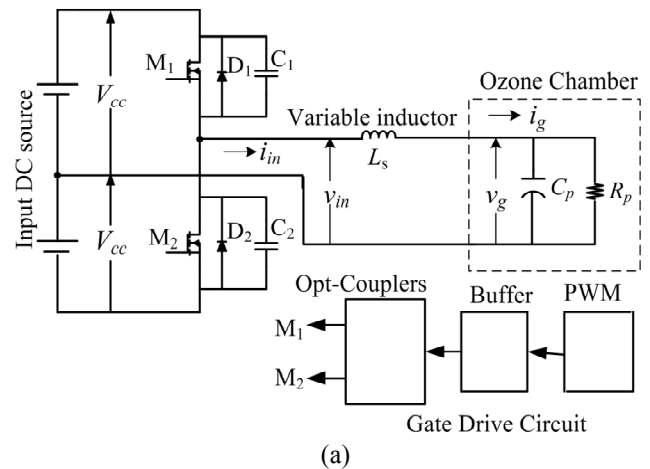 Input DC source
V_cc
V_cc
M_1
D_1
C_1
M_2
D_2
C_2
i_in
v_in
Variable inductor
L_s
Ozone Chamber
i_g
v_g
C_p
R_p
Opt-Couplers
Buffer
PWM
M_1
M_2
Gate Drive Circuit
(a)